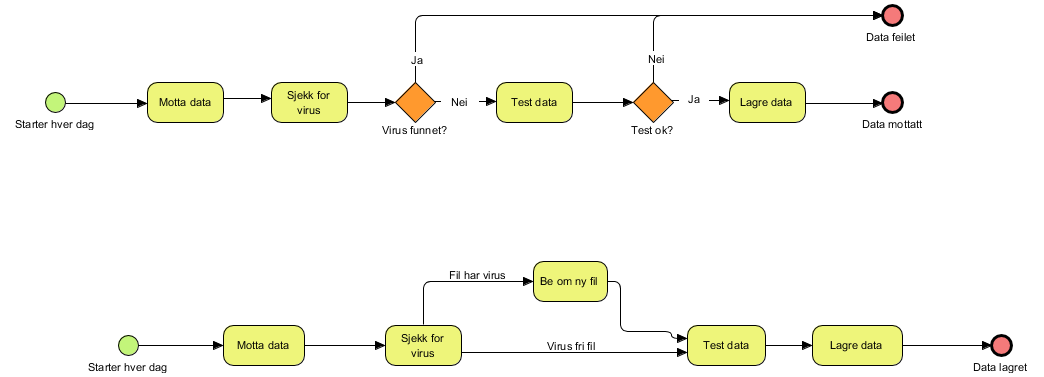 Data feilet
Ja
Nei
Starter hver dag
Motta data
Sjekk for
virus
Virus funnet?
Nei
Test data
Test ok?
Ja
Lagre data
Data mottatt
Fil har virus
Be om ny fil
Starter hver dag
Motta data
Sjekk for
virus
Virus fri fil
Test data
Lagre data
Data lagret